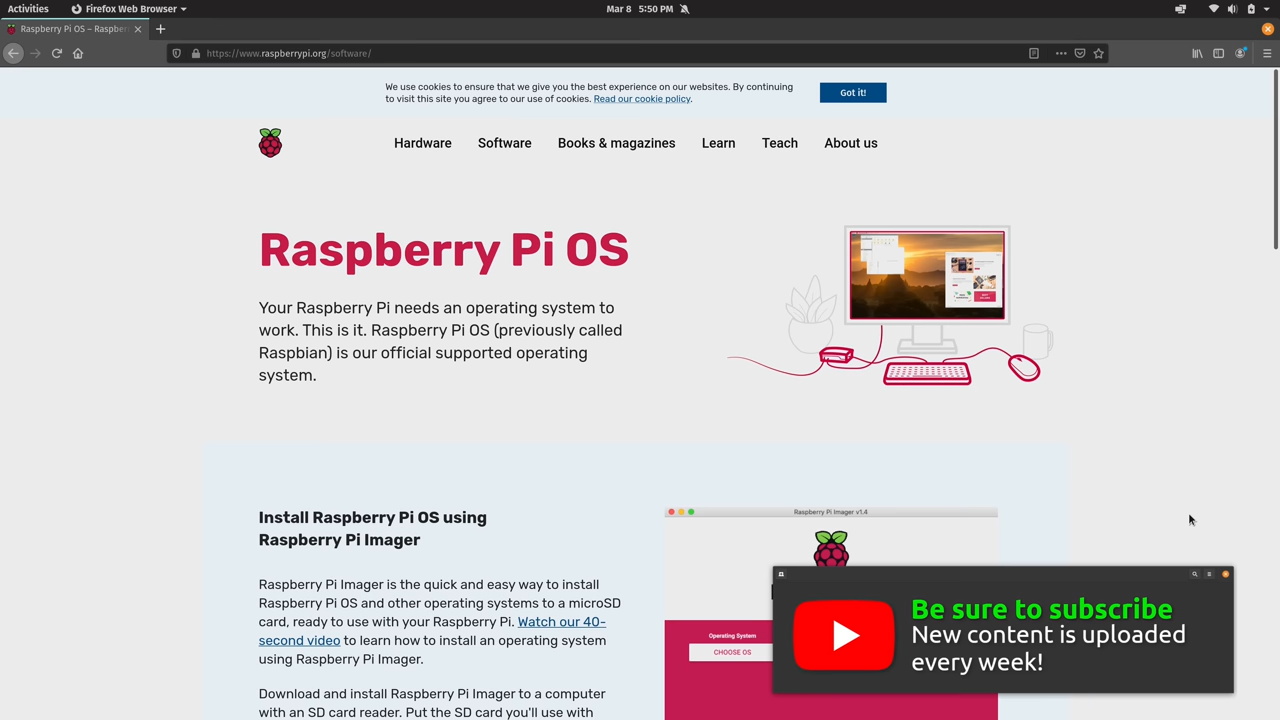 Activities
Firefox Web Browser
Mar 8 5:50 PM
Raspberry Pi OS – Raspber
https://www.raspberrypi.org/software/
We use cookies to ensure that we give you the best experience on our websites. By continuing
to visit this site you agree to our use of cookies. Read our cookie policy.
Got it!
Hardware
Software
Books & magazines
Learn
Teach
About us
Raspberry Pi OS
Your Raspberry Pi needs an operating system to
work. This is it. Raspberry Pi OS (previously called
Raspbian) is our official supported operating
system.
Install Raspberry Pi OS using
Raspberry Pi Imager
Raspberry Pi Imager is the quick and easy way to install
Raspberry Pi OS and other operating systems to a microSD
card, ready to use with your Raspberry Pi. Watch our 40-
second video to learn how to install an operating system
using Raspberry Pi Imager.
Download and install Raspberry Pi Imager to a computer
with an SD card reader. Put the SD card you'll use with
Raspberry Pi Imager v1.4
Operating System
CHOOSE OS
Be sure to subscribe
New content is uploaded
every week!